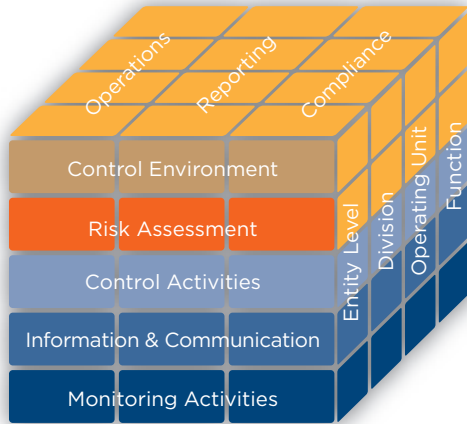 Operations
Reporting
Compliance
Control Environment
Risk Assessment
Control Activities
Information & Communication
Monitoring Activities
Entity Level
Division
Operating Unit
Function